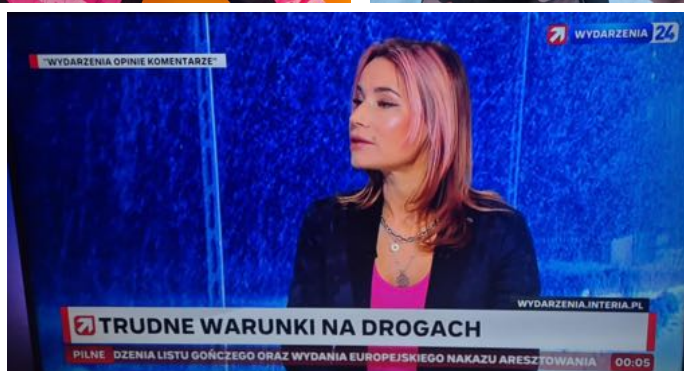 "WYDARZENIA OPINIE KOMENTARZE"
WYDARZENIA 24
WYDARZENIA.INTERIA.PL
TRUDNE WARUNKI NA DROGACH
PILNE DZENIA LISTU GOŃCZEGO ORAZ WYDANIA EUROPEJSKIEGO NAKAZU ARESZTOWANIA 00:05